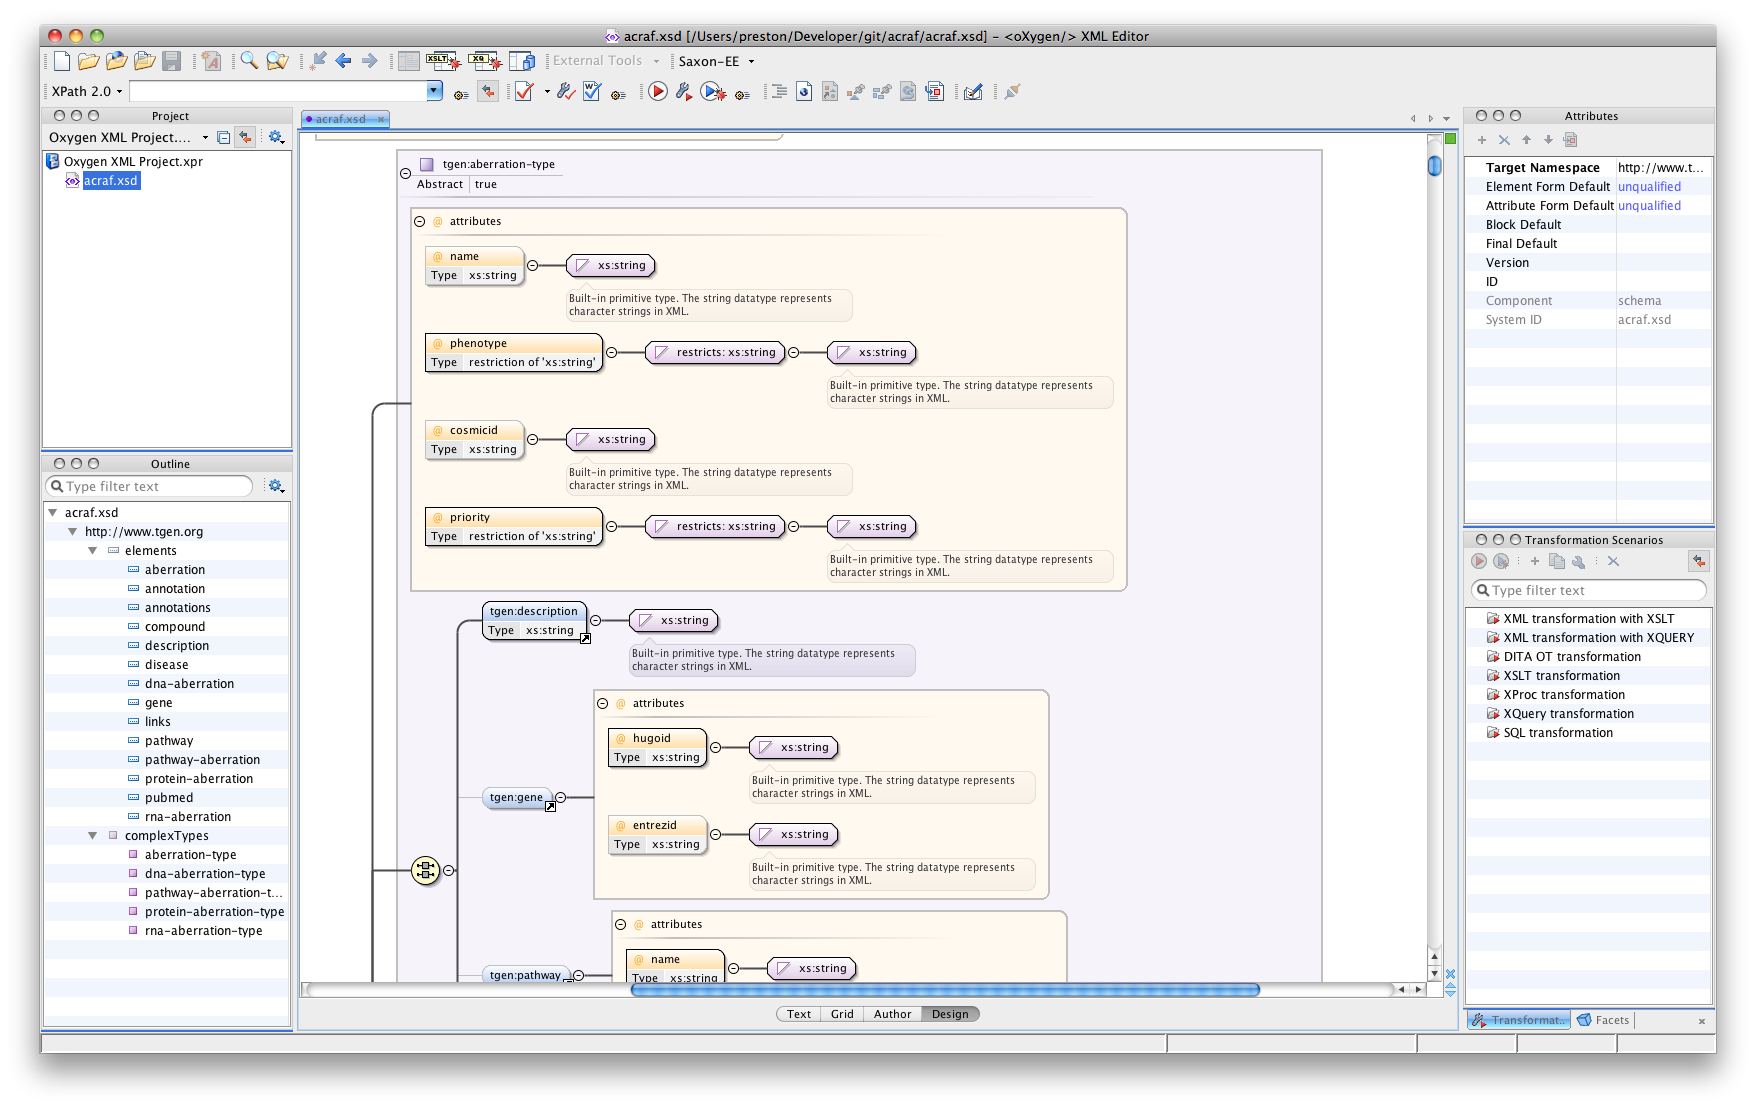 acraf.xsd [/Users/preston/Developer/git/acraf/acraf.xsd] – <oXygen/> XML Editor
XSLT
XQ
External Tools
Saxon-EE
XPath 2.0
Project
Oxygen XML Project....
Oxygen XML Project.xpr
acraf.xsd
Outline
Type filter text
acraf.xsd
http://www.tgen.org
elements
aberration
annotation
annotations
compound
description
disease
dna-aberration
gene
links
pathway
pathway-aberration
protein-aberration
pubmed
rna-aberration
complexTypes
aberration-type
dna-aberration-type
pathway-aberration-t...
protein-aberration-type
rna-aberration-type
acraf.xsd
tgen:aberration-type
Abstract true
@ attributes
@ name
Type xs:string
xs:string
Built-in primitive type. The string datatype represents
character strings in XML.
@ phenotype
Type restriction of 'xs:string'
restricts: xs:string
xs:string
Built-in primitive type. The string datatype represents
character strings in XML.
@ cosmicid
Type xs:string
xs:string
Built-in primitive type. The string datatype represents
character strings in XML.
@ priority
Type restriction of 'xs:string'
restricts: xs:string
xs:string
Built-in primitive type. The string datatype represents
character strings in XML.
tgen:description
Type xs:string
xs:string
Built-in primitive type. The string datatype represents
character strings in XML.
tgen:gene
@ attributes
@ hugoid
Type xs:string
xs:string
Built-in primitive type. The string datatype represents
character strings in XML.
@ entrezid
Type xs:string
xs:string
Built-in primitive type. The string datatype represents
character strings in XML.
tgen:pathway
@ attributes
@ name
Type xs:string
xs:string
Text Grid Author Design
Attributes
Target Namespace http://www.t...
Element Form Default unqualified
Attribute Form Default unqualified
Block Default
Final Default
Version
ID
Component schema
System ID acraf.xsd
Transformation Scenarios
Type filter text
XML transformation with XSLT
XML transformation with XQUERY
DITA OT transformation
XSLT transformation
XProc transformation
XQuery transformation
SQL transformation
Transformat...
Facets